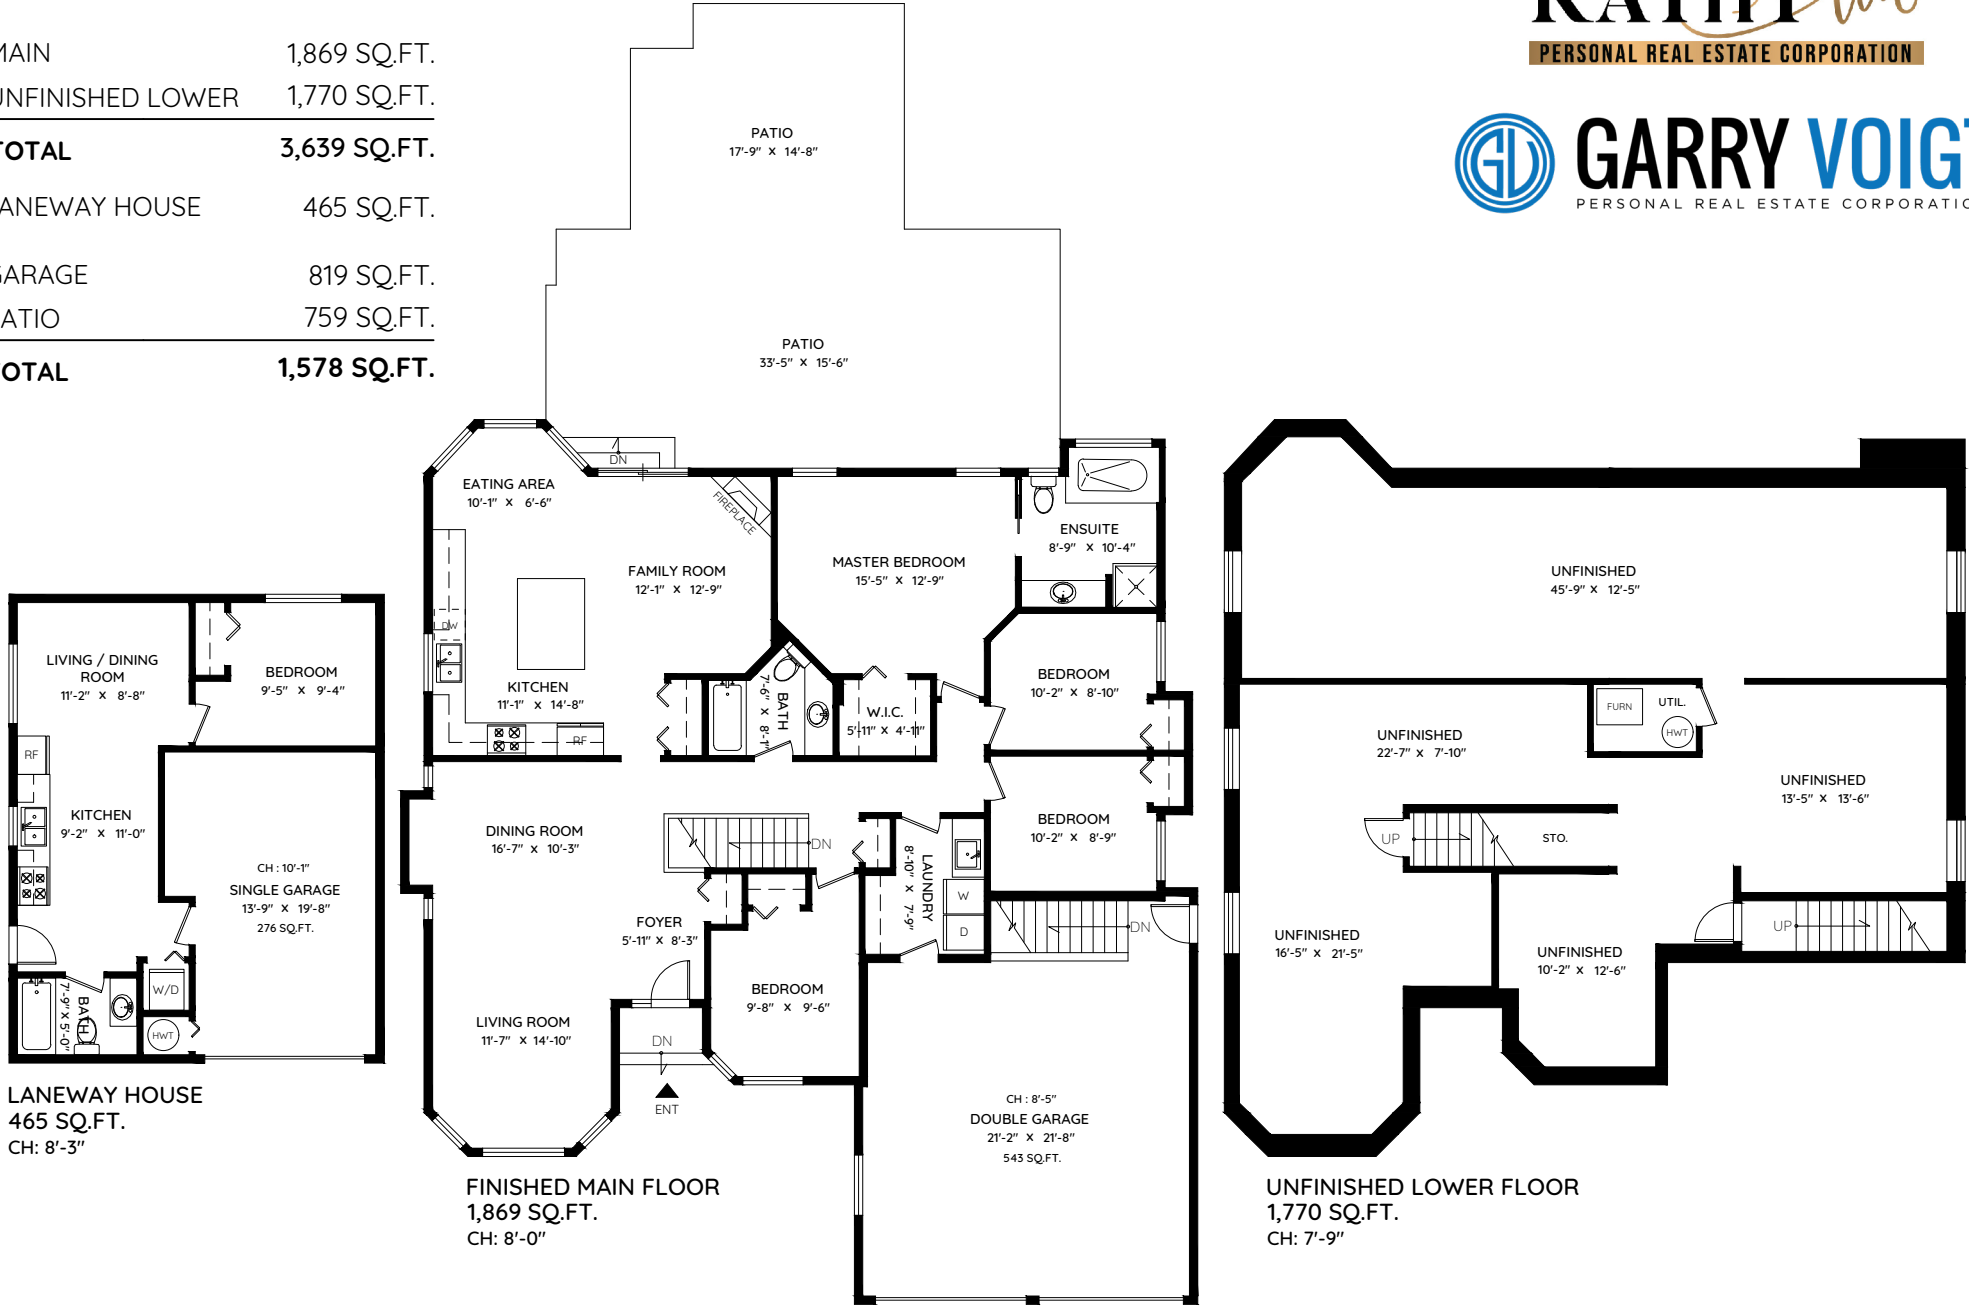 MAIN 1,869 SQ.FT.
UNFINISHED LOWER 1,770 SQ.FT.
TOTAL 3,639 SQ.FT.
LANEWAY HOUSE 465 SQ.FT.
GARAGE 819 SQ.FT.
PATIO 759 SQ.FT.
TOTAL 1,578 SQ.FT.
PERSONAL REAL ESTATE CORPORATION
GARRY VOIGT
PERSONAL REAL ESTATE CORPORATION
PATIO
17'-9" X 14'-8"
PATIO
33'-5" X 15'-6"
DN
EATING AREA
10'-1" X 6'-6"
FIREPLACE
FAMILY ROOM
12'-1" X 12'-9"
DW
KITCHEN
11'-1" X 14'-8"
RF
MASTER BEDROOM
15'-5" X 12'-9"
ENSUITE
8'-9" X 10'-4"
BATH
7'-6" X 8'-1"
W.I.C.
5'-11" X 4'-11"
BEDROOM
10'-2" X 8'-10"
BEDROOM
10'-2" X 8'-9"
DINING ROOM
16'-7" X 10'-3"
DN
LAUNDRY
8'-10" X 7'-9"
W
D
DN
FOYER
5'-11" X 8'-3"
BEDROOM
9'-8" X 9'-6"
LIVING ROOM
11'-7" X 14'-10"
DN
ENT
CH : 8'-5"
DOUBLE GARAGE
21'-2" X 21'-8"
543 SQ.FT.
FINISHED MAIN FLOOR
1,869 SQ.FT.
CH: 8'-0"
LIVING / DINING
ROOM
11'-2" X 8'-8"
BEDROOM
9'-5" X 9'-4"
RF
KITCHEN
9'-2" X 11'-0"
CH : 10'-1"
SINGLE GARAGE
13'-9" X 19'-8"
276 SQ.FT.
W/D
BATH
7'-9" X 5'-0"
HWT
LANEWAY HOUSE
465 SQ.FT.
CH: 8'-3"
UNFINISHED
45'-9" X 12'-5"
FURN
UTIL.
HWT
UNFINISHED
22'-7" X 7'-10"
UNFINISHED
13'-5" X 13'-6"
UP
STO.
UNFINISHED
16'-5" X 21'-5"
UNFINISHED
10'-2" X 12'-6"
UP
UNFINISHED LOWER FLOOR
1,770 SQ.FT.
CH: 7'-9"